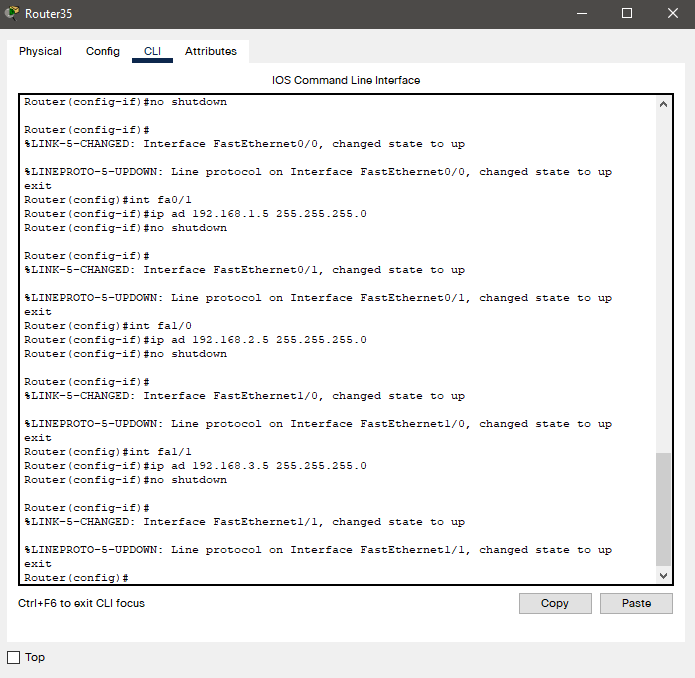 Router35
Physical Config CLI Attributes
IOS Command Line Interface
Router(config-if)#no shutdown
Router(config-if)#
%LINK-5-CHANGED: Interface FastEthernet0/0, changed state to up
%LINEPROTO-5-UPDOWN: Line protocol on Interface FastEthernet0/0, changed state to up
exit
Router(config)#int fa0/1
Router(config-if)#ip ad 192.168.1.5 255.255.255.0
Router(config-if)#no shutdown
Router(config-if)#
%LINK-5-CHANGED: Interface FastEthernet0/1, changed state to up
%LINEPROTO-5-UPDOWN: Line protocol on Interface FastEthernet0/1, changed state to up
exit
Router(config)#int fa1/0
Router(config-if)#ip ad 192.168.2.5 255.255.255.0
Router(config-if)#no shutdown
Router(config-if)#
%LINK-5-CHANGED: Interface FastEthernet1/0, changed state to up
%LINEPROTO-5-UPDOWN: Line protocol on Interface FastEthernet1/0, changed state to up
exit
Router(config)#int fa1/1
Router(config-if)#ip ad 192.168.3.5 255.255.255.0
Router(config-if)#no shutdown
Router(config-if)#
%LINK-5-CHANGED: Interface FastEthernet1/1, changed state to up
%LINEPROTO-5-UPDOWN: Line protocol on Interface FastEthernet1/1, changed state to up
exit
Router(config)#
Ctrl+F6 to exit CLI focus Copy Paste
Top